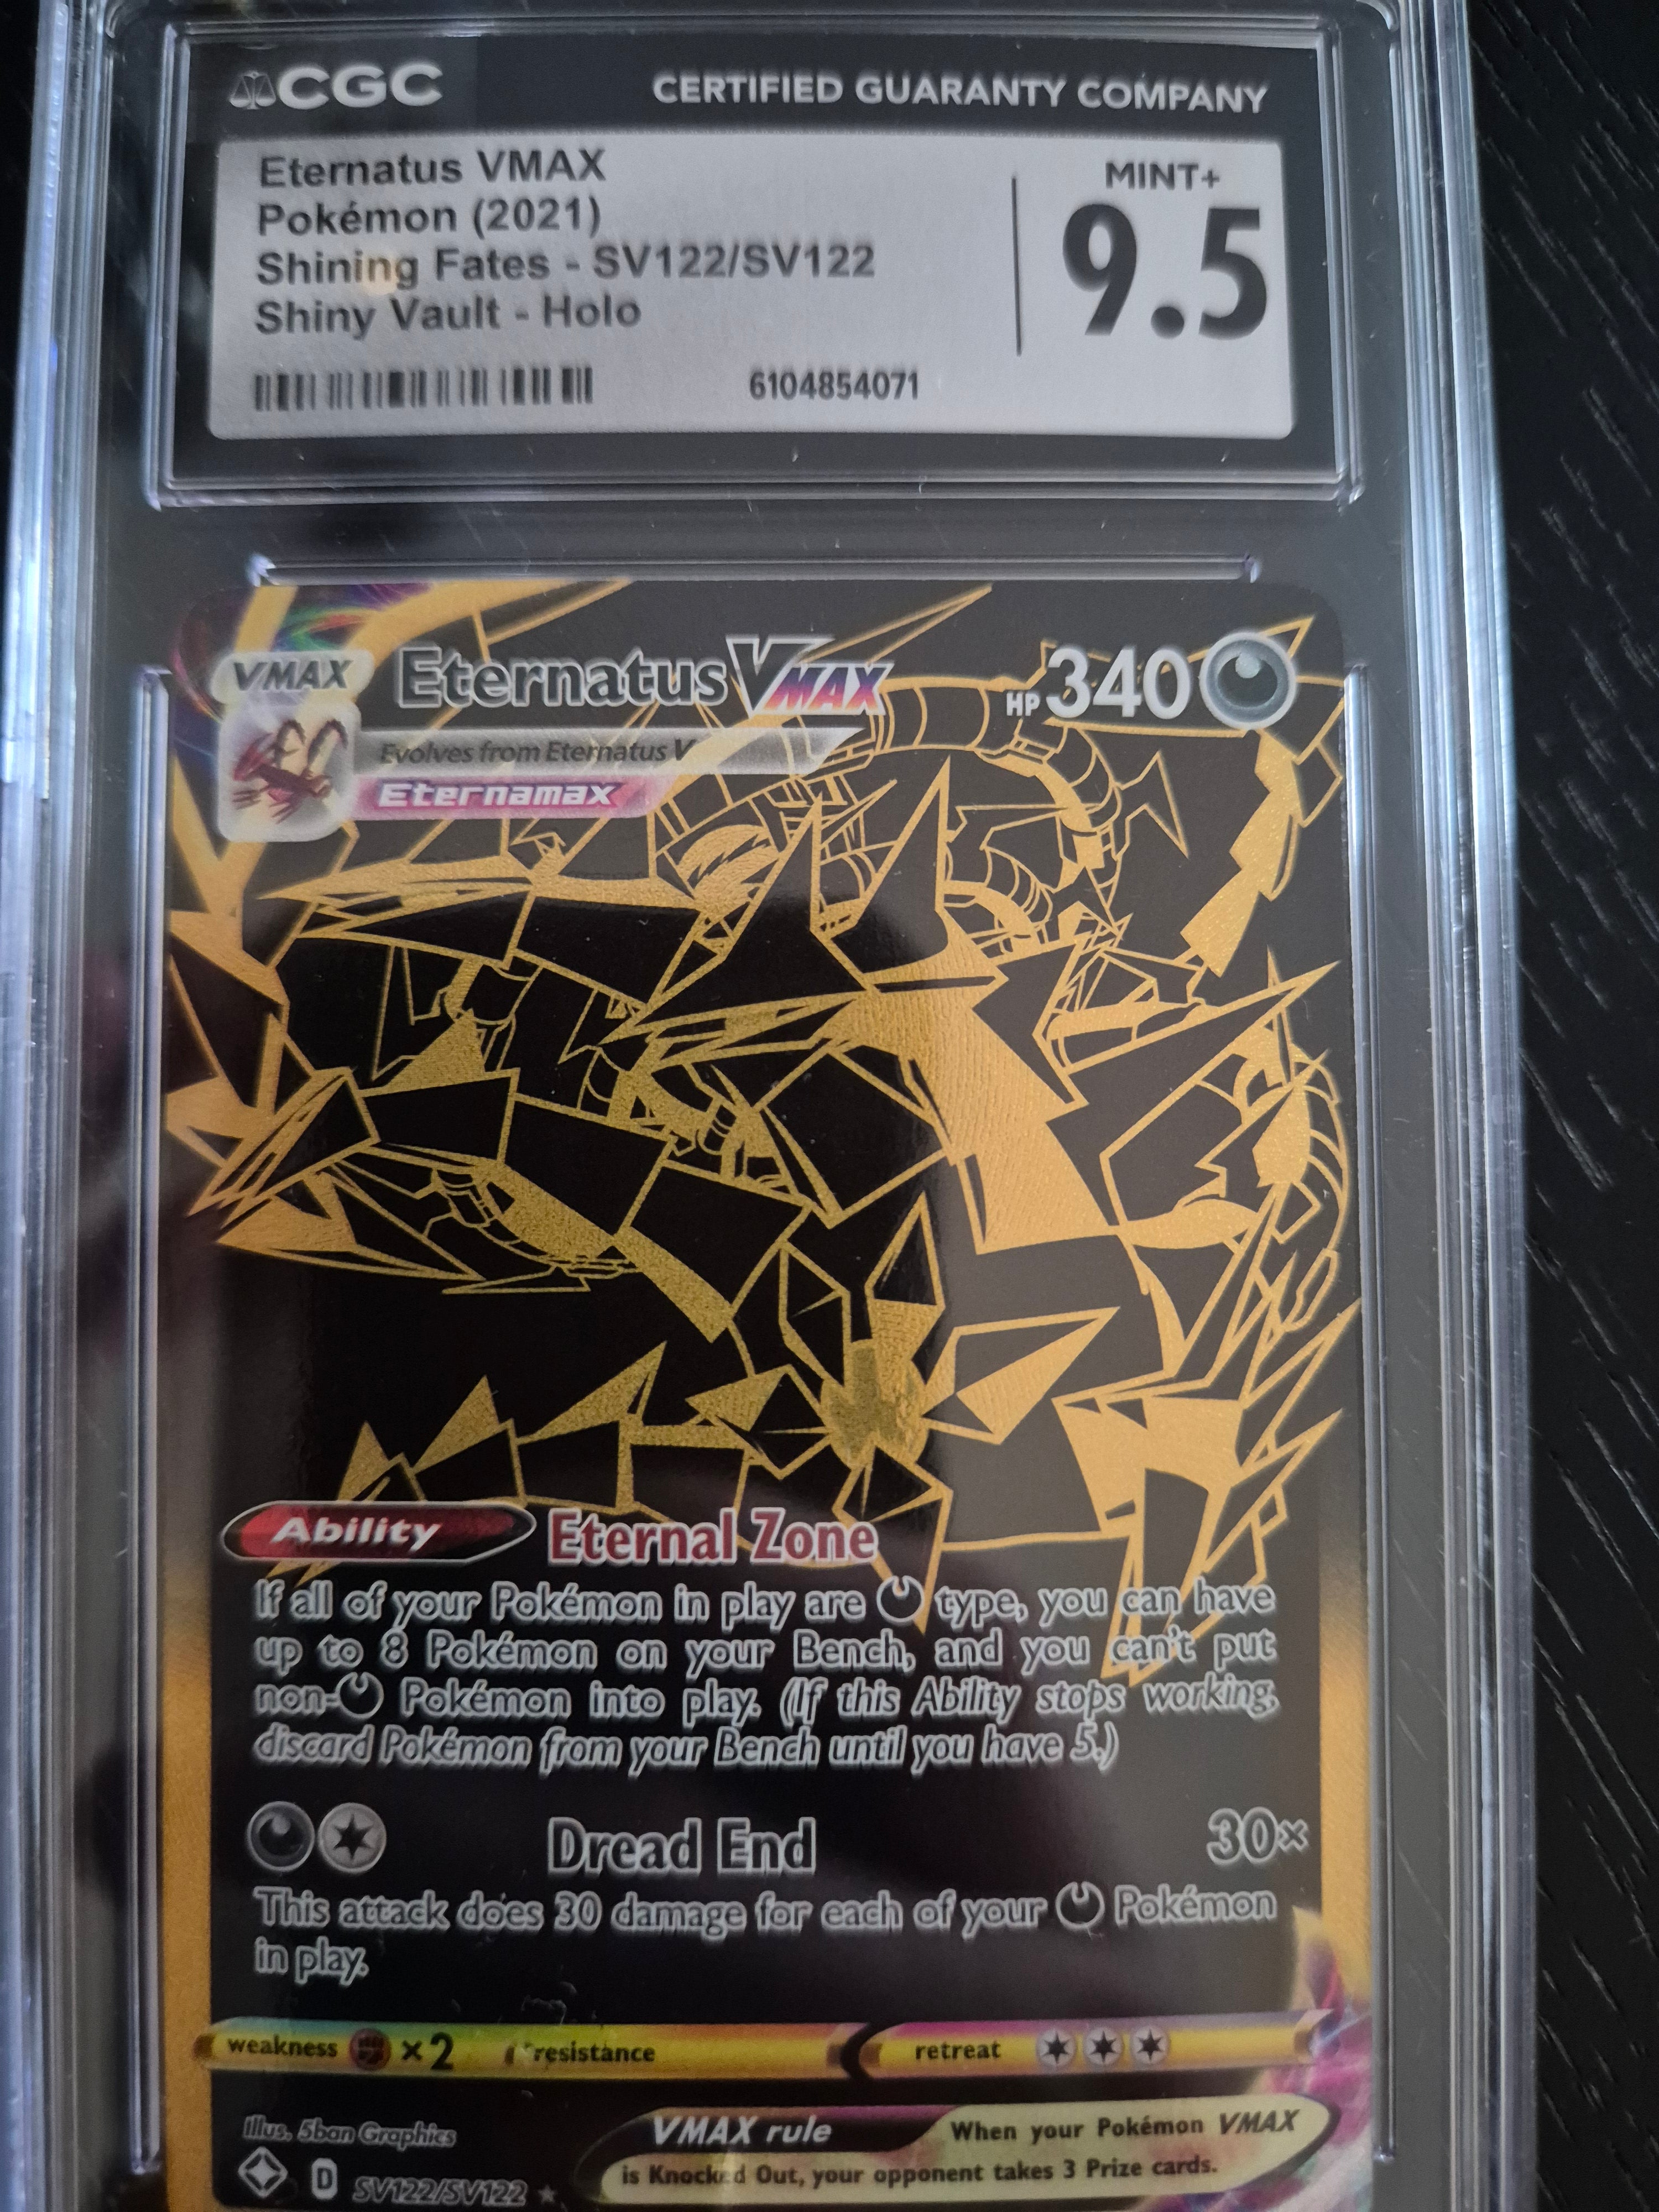 CGC CERTIFIED GUARANTY COMPANY
Eternatus VMAX
Pokémon (2021)
Shining Fates - SV122/SV122
Shiny Vault - Holo
MINT+
9.5
6104854071
VMAX Eternatus VMAX HP 340
Evolves from Eternatus V
Eternamax
Ability Eternal Zone
If all of your Pokémon in play are type, you can have
up to 8 Pokémon on your Bench, and you can't put
non- Pokémon into play. (If this Ability stops working,
discard Pokémon from your Bench until you have 5.)
Dread End 30×
This attack does 30 damage for each of your Pokémon
in play.
weakness ×2 resistance retreat
Illus. 5ban Graphics
VMAX rule When your Pokémon VMAX
is Knocked Out, your opponent takes 3 Prize cards.
D SV122/SV122 ★